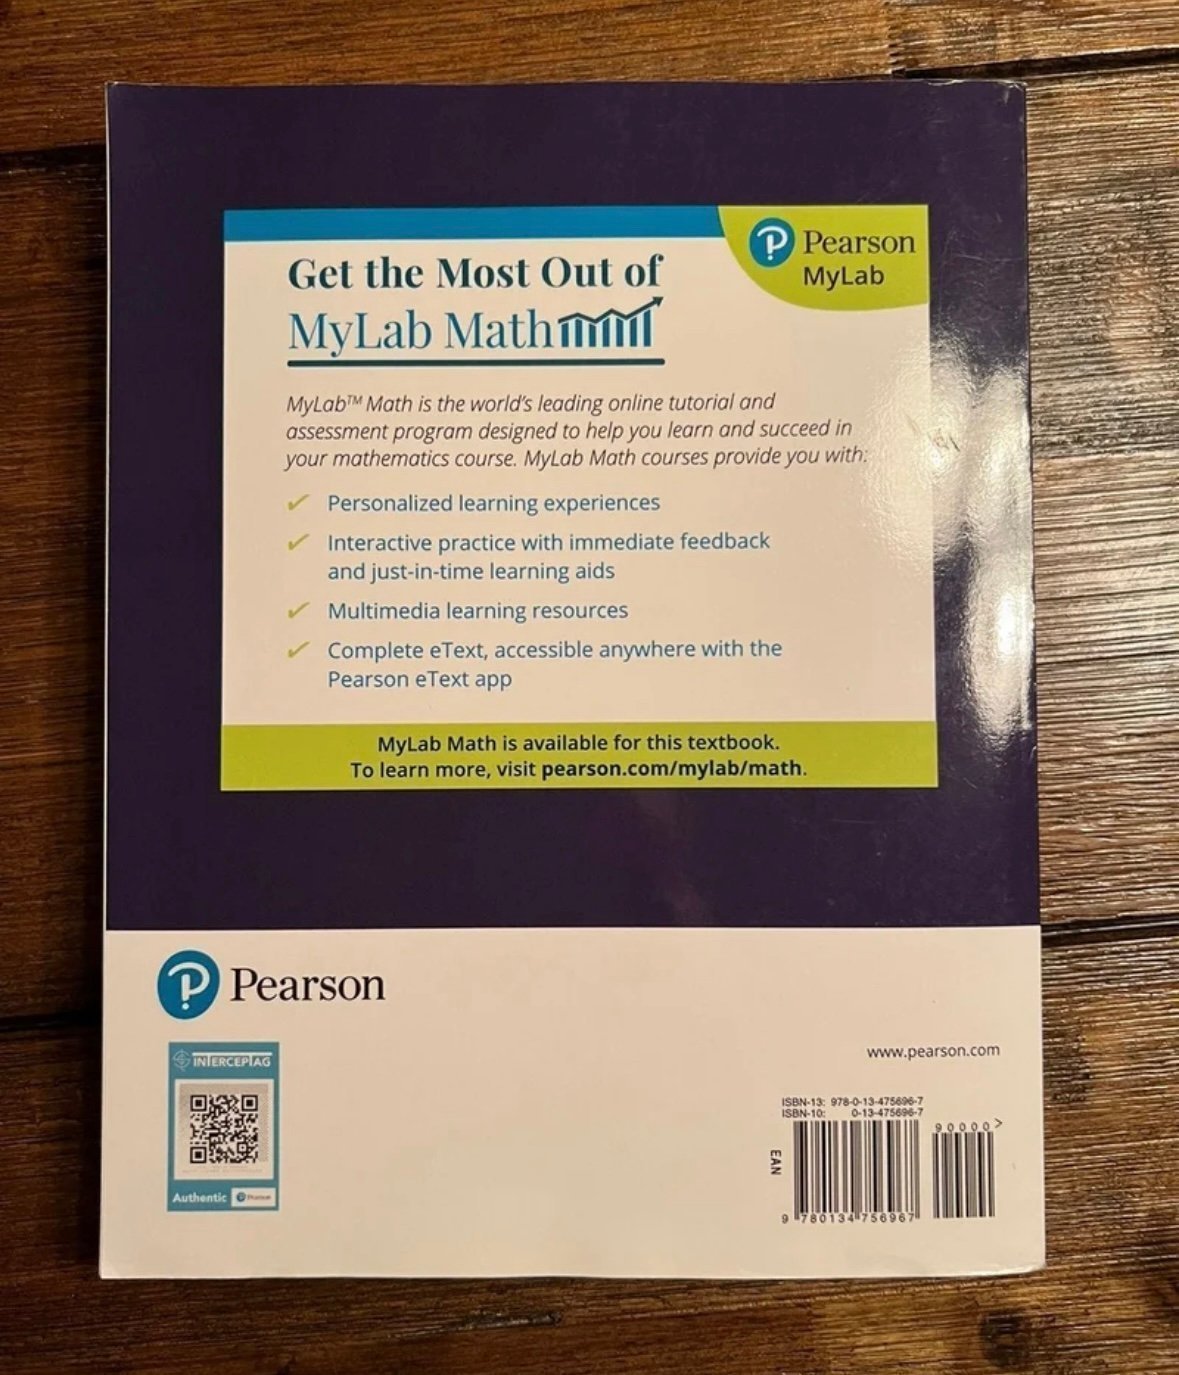 Pearson
MyLab
Get the Most Out of
MyLab Math
MyLab™ Math is the world's leading online tutorial and
assessment program designed to help you learn and succeed in
your mathematics course. MyLab Math courses provide you with:
✓ Personalized learning experiences
✓ Interactive practice with immediate feedback
and just-in-time learning aids
✓ Multimedia learning resources
✓ Complete eText, accessible anywhere with the
Pearson eText app
MyLab Math is available for this textbook.
To learn more, visit pearson.com/mylab/math.
Pearson
INTERCEPTAG
Authentic Pearson
www.pearson.com
ISBN-13: 978-0-13-475696-7
ISBN-10: 0-13-475696-7
90000>
EAN
9 780134 756967